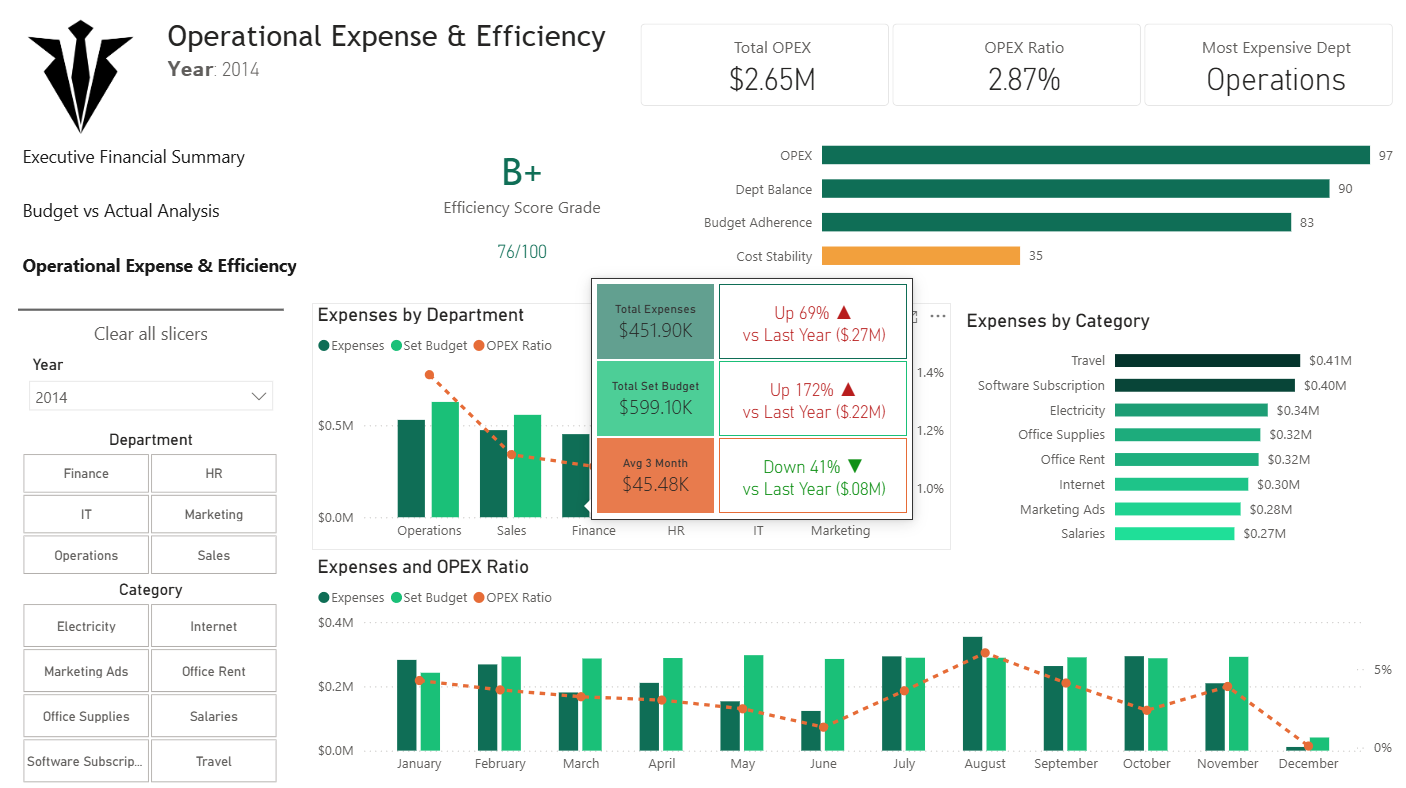 Operational Expense & Efficiency
Year: 2014
Total OPEX
$2.65M
OPEX Ratio
2.87%
Most Expensive Dept
Operations
Executive Financial Summary
Budget vs Actual Analysis
Operational Expense & Efficiency
B+
Efficiency Score Grade
76/100
OPEX 97
Dept Balance 90
Budget Adherence 83
Cost Stability 35
Clear all slicers
Year
2014
Department
Finance HR
IT Marketing
Operations Sales
Category
Electricity Internet
Marketing Ads Office Rent
Office Supplies Salaries
Software Subscrip... Travel
Expenses by Department
Expenses Set Budget OPEX Ratio
$0.5M
$0.0M
1.4%
1.2%
1.0%
Operations Sales Finance HR IT Marketing
Total Expenses
$451.90K
Up 69% ▲
vs Last Year ($.27M)
Total Set Budget
$599.10K
Up 172% ▲
vs Last Year ($.22M)
Avg 3 Month
$45.48K
Down 41% ▼
vs Last Year ($.08M)
Expenses by Category
Travel $0.41M
Software Subscription $0.40M
Electricity $0.34M
Office Supplies $0.32M
Office Rent $0.32M
Internet $0.30M
Marketing Ads $0.28M
Salaries $0.27M
Expenses and OPEX Ratio
Expenses Set Budget OPEX Ratio
$0.4M
$0.2M
$0.0M
5%
0%
January February March April May June July August September October November December